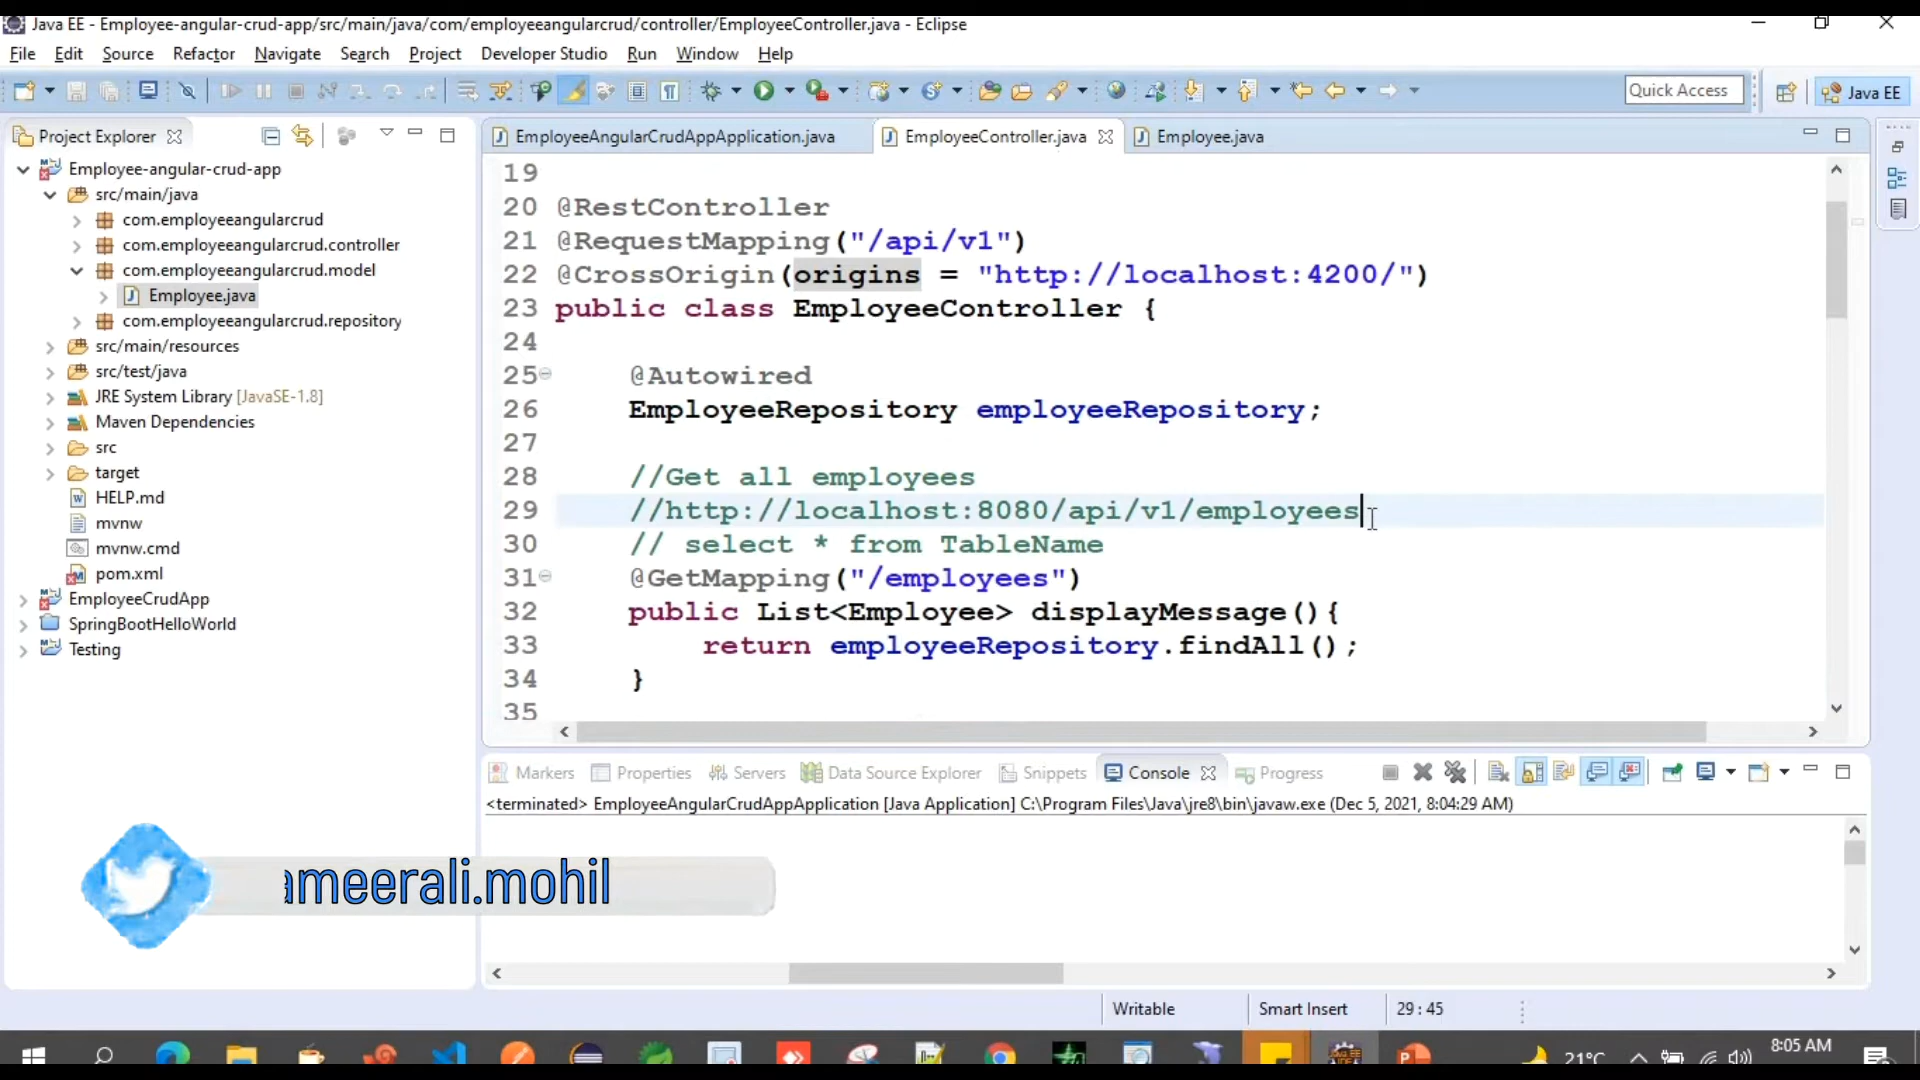 Java EE - Employee-angular-crud-app/src/main/java/com/employeeangularcrud/controller/EmployeeController.java - Eclipse
File Edit Source Refactor Navigate Search Project Developer Studio Run Window Help
Quick Access Java EE
Project Explorer
Employee-angular-crud-app
src/main/java
com.employeeangularcrud
com.employeeangularcrud.controller
com.employeeangularcrud.model
Employee.java
com.employeeangularcrud.repository
src/main/resources
src/test/java
JRE System Library [JavaSE-1.8]
Maven Dependencies
src
target
HELP.md
mvnw
mvnw.cmd
pom.xml
EmployeeCrudApp
SpringBootHelloWorld
Testing
EmployeeAngularCrudAppApplication.java EmployeeController.java Employee.java
19
20 @RestController
21 @RequestMapping("/api/v1")
22 @CrossOrigin(origins = "http://localhost:4200/")
23 public class EmployeeController {
24
25 @Autowired
26 EmployeeRepository employeeRepository;
27
28 //Get all employees
29 //http://localhost:8080/api/v1/employees
30 // select * from TableName
31 @GetMapping("/employees")
32 public List<Employee> displayMessage(){
33 return employeeRepository.findAll();
34 }
35
Markers Properties Servers Data Source Explorer Snippets Console Progress
<terminated> EmployeeAngularCrudAppApplication [Java Application] C:\Program Files\Java\jre8\bin\javaw.exe (Dec 5, 2021, 8:04:29 AM)
ameerali.mohil
Writable Smart Insert 29 : 45
21°C 8:05 AM